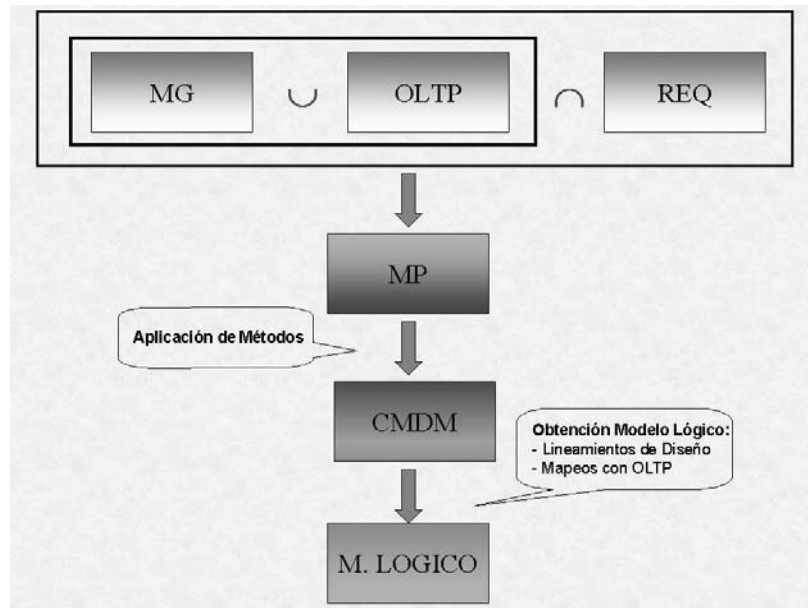 MG ∪ OLTP ∩ REQ
MP
Aplicación de Métodos
CMDM
Obtención Modelo Lógico:
- Lineamientos de Diseño
- Mapeos con OLTP
M. LOGICO